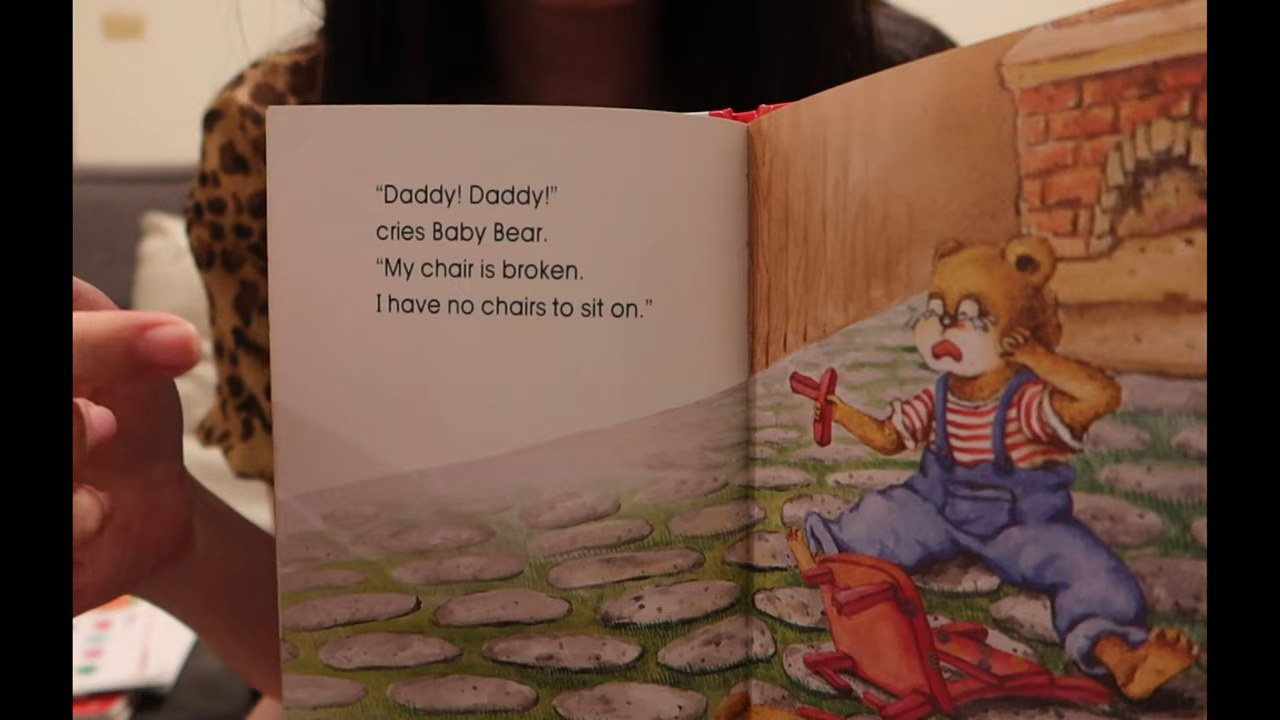 “Daddy! Daddy!”
cries Baby Bear.
“My chair is broken.
I have no chairs to sit on.”